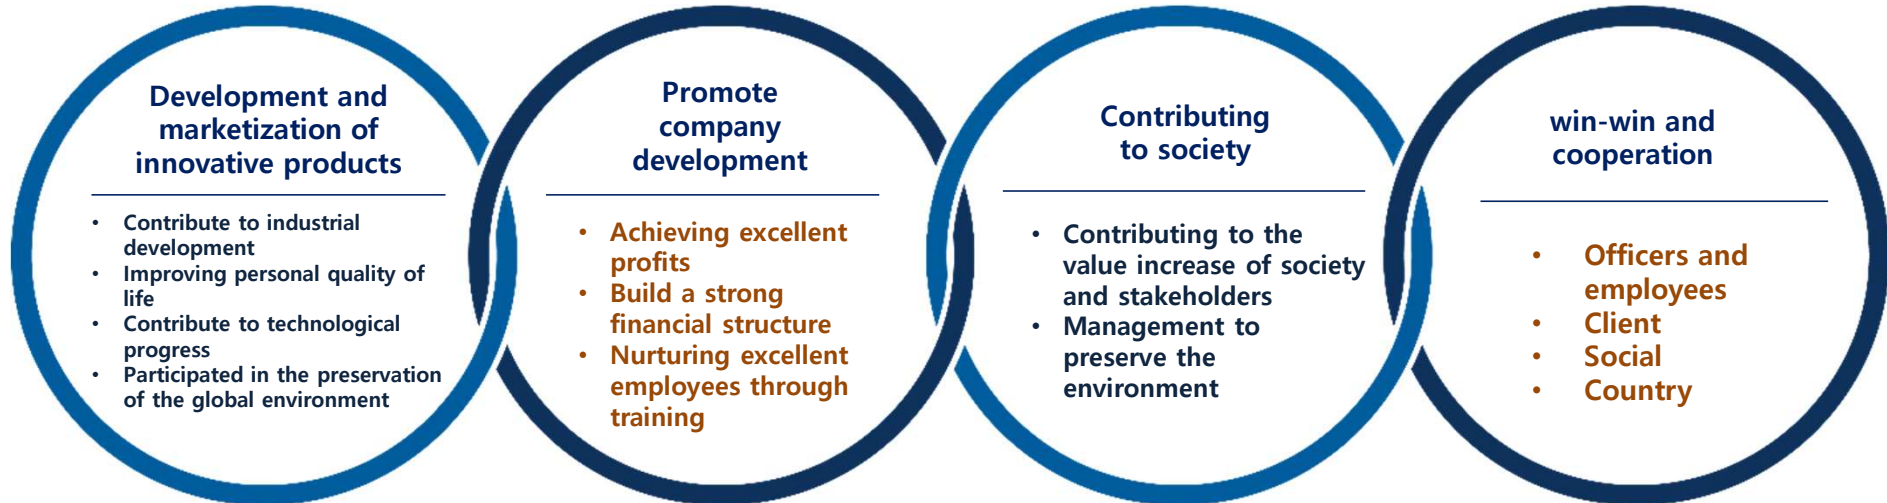 Development and
marketization of
innovative products
• Contribute to industrial
development
• Improving personal quality of
life
• Contribute to technological
progress
• Participated in the preservation
of the global environment
Promote
company
development
• Achieving excellent
profits
• Build a strong
financial structure
• Nurturing excellent
employees through
training
Contributing
to society
• Contributing to the
value increase of society
and stakeholders
• Management to
preserve the
environment
win-win and
cooperation
• Officers and
employees
• Client
• Social
• Country